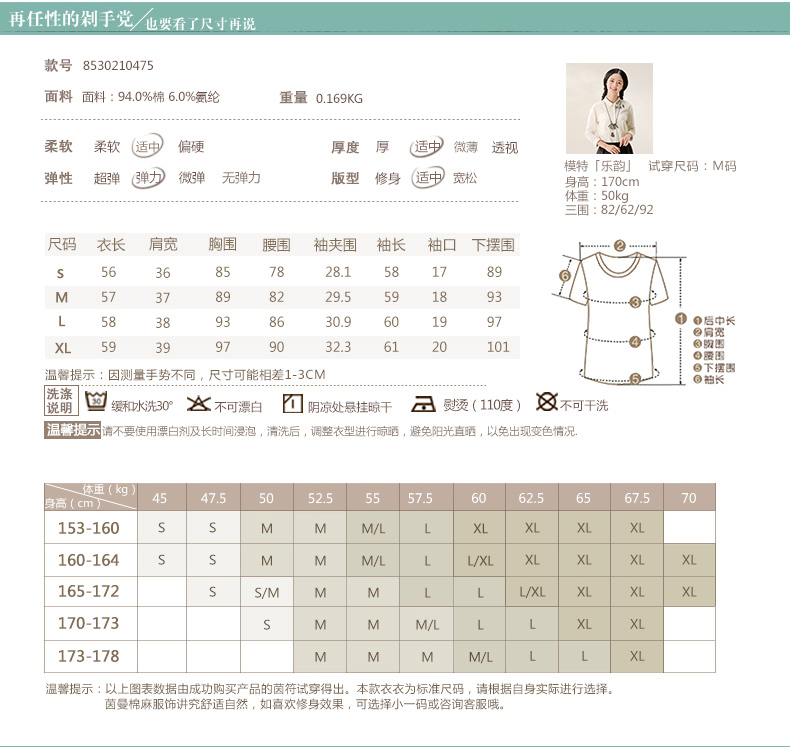 再任性的剁手党/也要看了尺寸再说
款号 8530210475
面料 面料：94.0%棉 6.0%氨纶 重量 0.169KG
柔软 柔软 适中 偏硬 厚度 厚 适中 微薄 透视
弹性 超弹 弹力 微弹 无弹力 版型 修身 适中 宽松
模特「乐韵」 试穿尺码：M码
身高：170cm
体重：50kg
三围：82/62/92
尺码 衣长 肩宽 胸围 腰围 袖夹围 袖长 袖口 下摆围
S 56 36 85 78 28.1 58 17 89
M 57 37 89 82 29.5 59 18 93
L 58 38 93 86 30.9 60 19 97
XL 59 39 97 90 32.3 61 20 101
温馨提示：因测量手势不同，尺寸可能相差1-3CM
1 2 3 4 5 6
1后中长
2肩宽
3胸围
4腰围
5下摆围
6袖长
洗涤说明 30 缓和水洗30° 不可漂白 阴凉处悬挂晾干 熨烫（110度） 不可干洗
温馨提示 请不要使用漂白剂及长时间浸泡，清洗后，调整衣型进行晾晒，避免阳光直晒，以免出现变色情况.
体重（kg） 身高（cm） 45 47.5 50 52.5 55 57.5 60 62.5 65 67.5 70
153-160 S S M M M/L L XL XL XL XL
160-164 S S M M M/L L L/XL XL XL XL XL
165-172 S S/M M M L L L/XL XL XL XL
170-173 S M M M/L L L XL XL
173-178 M M M M/L L L XL
温馨提示：以上图表数据由成功购买产品的茵符试穿得出。本款衣衣为标准尺码，请根据自身实际进行选择。
茵曼棉麻服饰讲究舒适自然，如喜欢修身效果，可选择小一码或咨询客服哦。